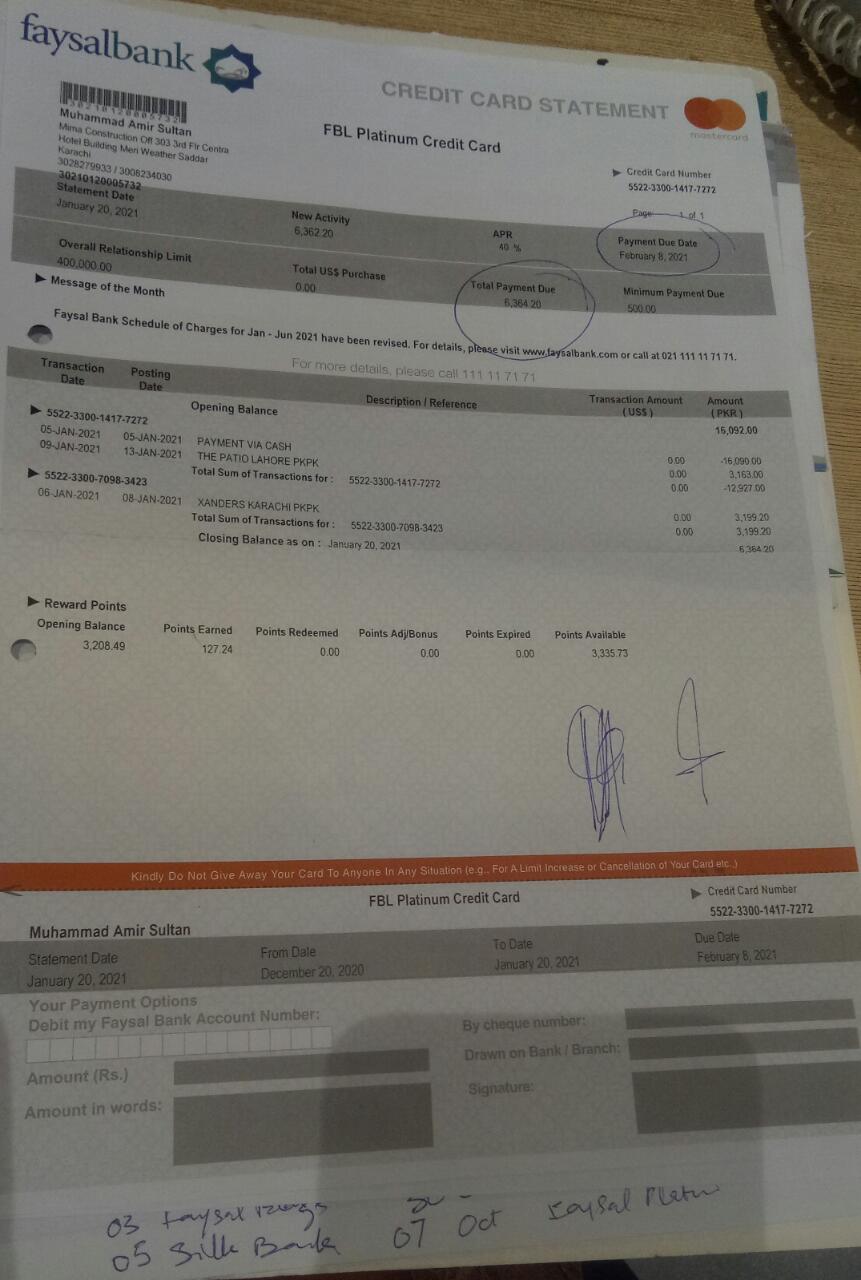 faysalbank
CREDIT CARD STATEMENT
mastercard
30210120005732
Muhammad Amir Sultan
Mima Construction Off 303 3rd Flr Centra
Hotel Building Meri Weather Saddar
Karachi
3028279933 / 3008234030
30210120005732
FBL Platinum Credit Card
Credit Card Number
5522-3300-1417-7272
Page: 1 of 1
Statement Date
January 20, 2021
New Activity
6,362.20
APR
40 %
Payment Due Date
February 8, 2021
Overall Relationship Limit
400,000.00
Total US$ Purchase
0.00
Total Payment Due
6,364.20
Minimum Payment Due
500.00
Message of the Month
Faysal Bank Schedule of Charges for Jan - Jun 2021 have been revised. For details, please visit www.faysalbank.com or call at 021 111 11 71 71.
For more details, please call 111 11 71 71
Transaction Date Posting Date Description / Reference Transaction Amount (US$) Amount (PKR)
5522-3300-1417-7272 Opening Balance 16,092.00
05-JAN-2021 05-JAN-2021 PAYMENT VIA CASH 0.00 -16,090.00
09-JAN-2021 13-JAN-2021 THE PATIO LAHORE PKPK 0.00 3,163.00
Total Sum of Transactions for : 5522-3300-1417-7272 0.00 -12,927.00
5522-3300-7098-3423
06-JAN-2021 08-JAN-2021 XANDERS KARACHI PKPK 0.00 3,199.20
Total Sum of Transactions for : 5522-3300-7098-3423 0.00 3,199.20
Closing Balance as on : January 20, 2021 6,364.20
Reward Points
Opening Balance Points Earned Points Redeemed Points Adj/Bonus Points Expired Points Available
3,208.49 127.24 0.00 0.00 0.00 3,335.73
Kindly Do Not Give Away Your Card To Anyone In Any Situation (e.g., For A Limit Increase or Cancellation of Your Card etc.,)
FBL Platinum Credit Card
Credit Card Number
5522-3300-1417-7272
Muhammad Amir Sultan
Statement Date From Date To Date Due Date
January 20, 2021 December 20, 2020 January 20, 2021 February 8, 2021
Your Payment Options
Debit my Faysal Bank Account Number:
By cheque number:
Drawn on Bank / Branch:
Amount (Rs.)
Signature:
Amount in words:
03 Faysal
05 Silk Bank 07 Oct Faysal